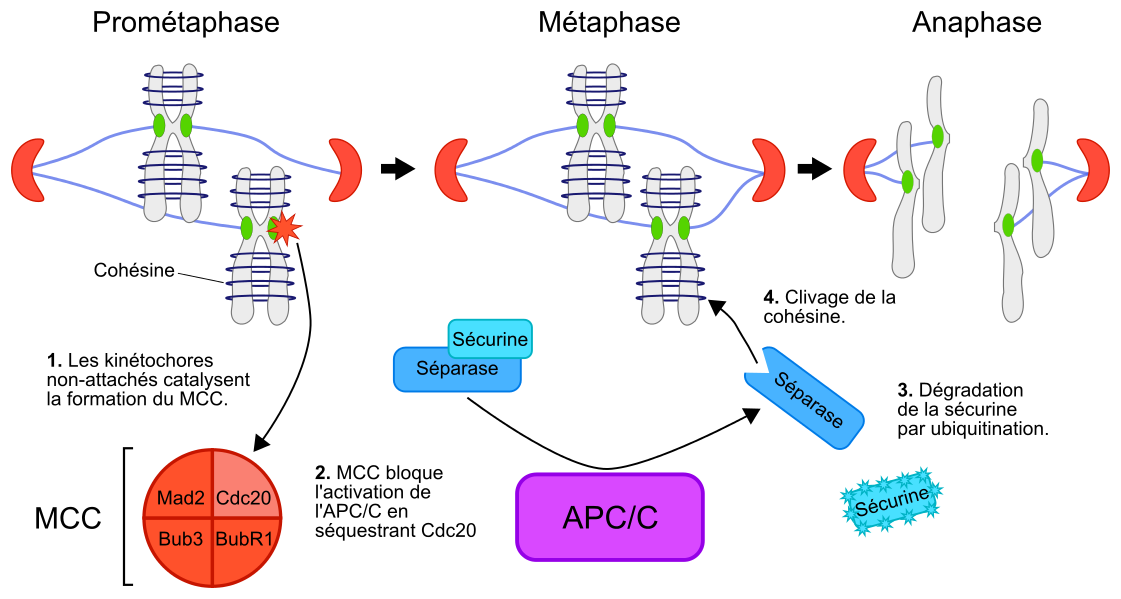 Prométaphase
Métaphase
Anaphase
Cohésine
1. Les kinétochores
non-attachés catalysent
la formation du MCC.
MCC
Mad2
Cdc20
Bub3
BubR1
2. MCC bloque
l'activation de
l'APC/C en
séquestrant Cdc20
Sécurine
Séparase
APC/C
4. Clivage de la
cohésine.
Séparase
3. Dégradation
de la sécurine
par ubiquitination.
Sécurine